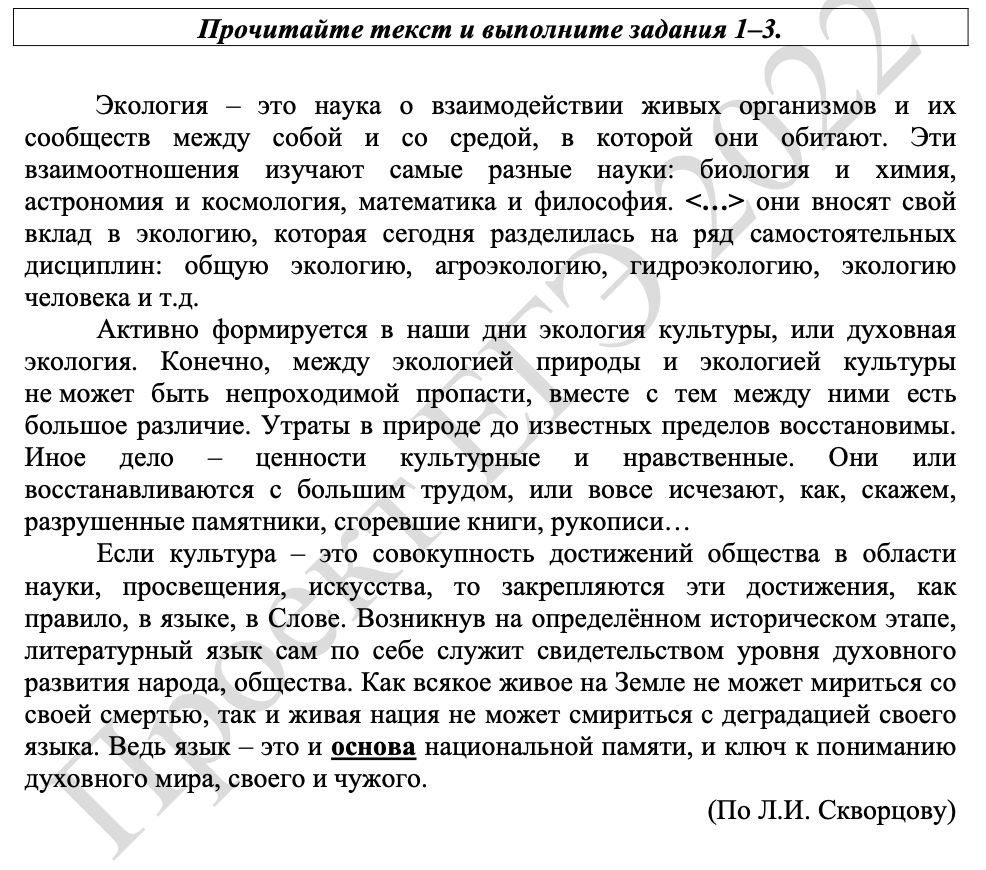 Прочитайте текст и выполните задания 1–3.
Экология – это наука о взаимодействии живых организмов и их
сообществ между собой и со средой, в которой они обитают. Эти
взаимоотношения изучают самые разные науки: биология и химия,
астрономия и космология, математика и философия. <…> они вносят свой
вклад в экологию, которая сегодня разделилась на ряд самостоятельных
дисциплин: общую экологию, агроэкологию, гидроэкологию, экологию
человека и т.д.
Активно формируется в наши дни экология культуры, или духовная
экология. Конечно, между экологией природы и экологией культуры
не может быть непроходимой пропасти, вместе с тем между ними есть
большое различие. Утраты в природе до известных пределов восстановимы.
Иное дело – ценности культурные и нравственные. Они или
восстанавливаются с большим трудом, или вовсе исчезают, как, скажем,
разрушенные памятники, сгоревшие книги, рукописи…
Если культура – это совокупность достижений общества в области
науки, просвещения, искусства, то закрепляются эти достижения, как
правило, в языке, в Слове. Возникнув на определённом историческом этапе,
литературный язык сам по себе служит свидетельством уровня духовного
развития народа, общества. Как всякое живое на Земле не может мириться со
своей смертью, так и живая нация не может смириться с деградацией своего
языка. Ведь язык – это и основа национальной памяти, и ключ к пониманию
духовного мира, своего и чужого.
(По Л.И. Скворцову)
Проект ЕГЭ 2022